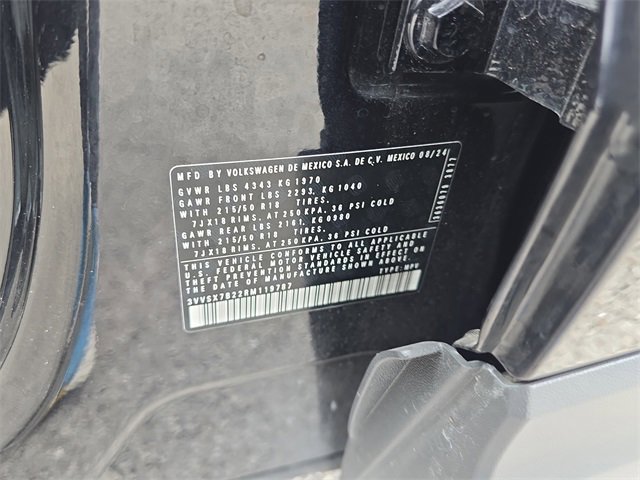 MFD BY VOLKSWAGEN DE MEXICO S.A. DE C.V. MEXICO 08/24
GVWR LBS 4343 KG 1970
GAWR FRONT LBS 2293, KG 1040
WITH 215/50 R18 TIRES,
7JX18 RIMS, AT 250 KPA, 36 PSI COLD
GAWR REAR LBS 2161, KG 0980
WITH 215/50 R18 TIRES,
7JX18 RIMS, AT 250 KPA, 36 PSI COLD
THIS VEHICLE CONFORMS TO ALL APPLICABLE
U.S. FEDERAL MOTOR VEHICLE SAFETY AND
THEFT PREVENTION STANDARDS IN EFFECT ON
DATE OF MANUFACTURE SHOWN ABOVE.
TYPE: MPV